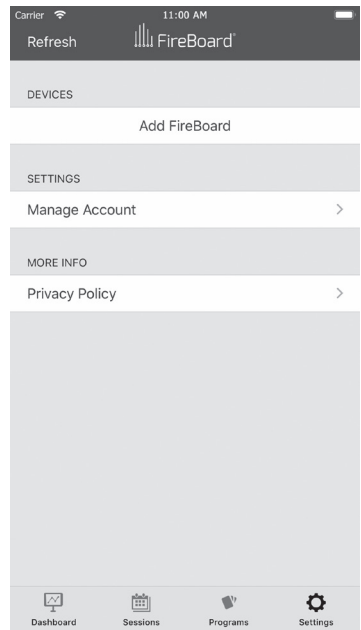 Carrier 11:00 AM
Refresh FireBoard®
DEVICES
Add FireBoard
SETTINGS
Manage Account
MORE INFO
Privacy Policy
Dashboard Sessions Programs Settings